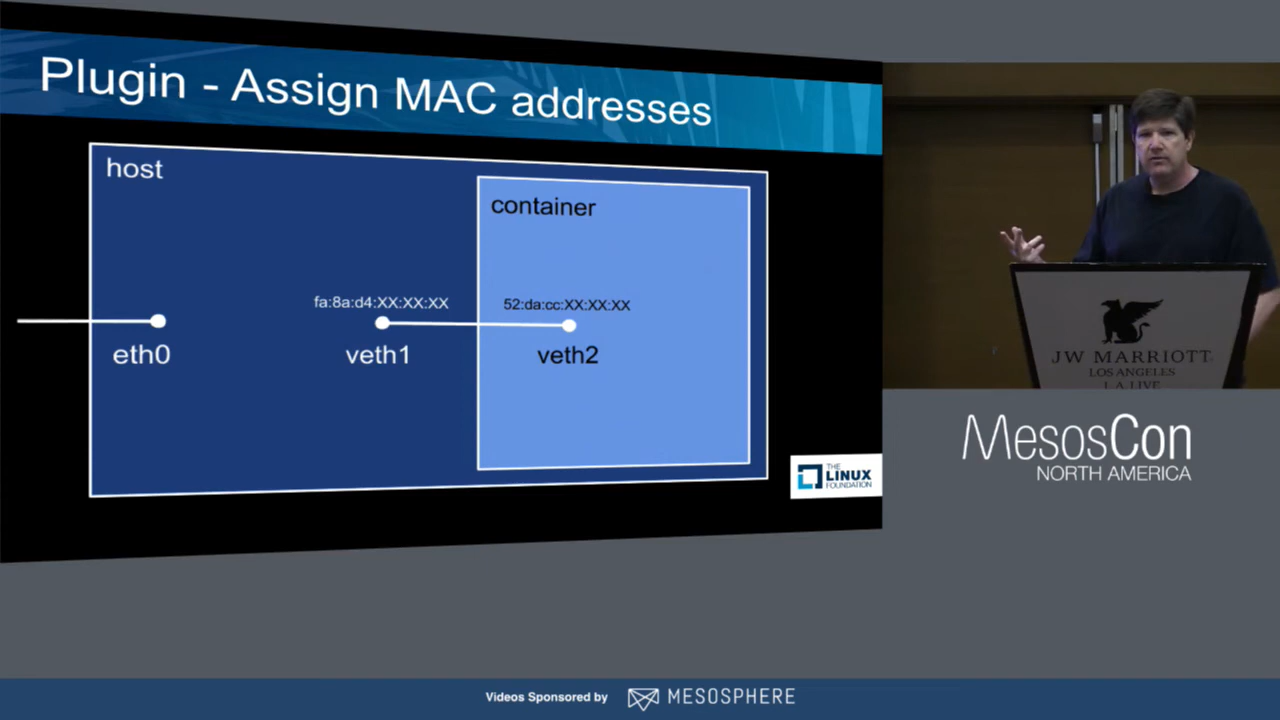 Plugin - Assign MAC addresses
host
container
fa:8a:d4:XX:XX:XX
52:da:cc:XX:XX:XX
eth0
veth1
veth2
THE
LINUX
FOUNDATION
JW MARRIOTT
LOS ANGELES
L.A. LIVE
MesosCon
NORTH AMERICA
Videos Sponsored by MESOSPHERE